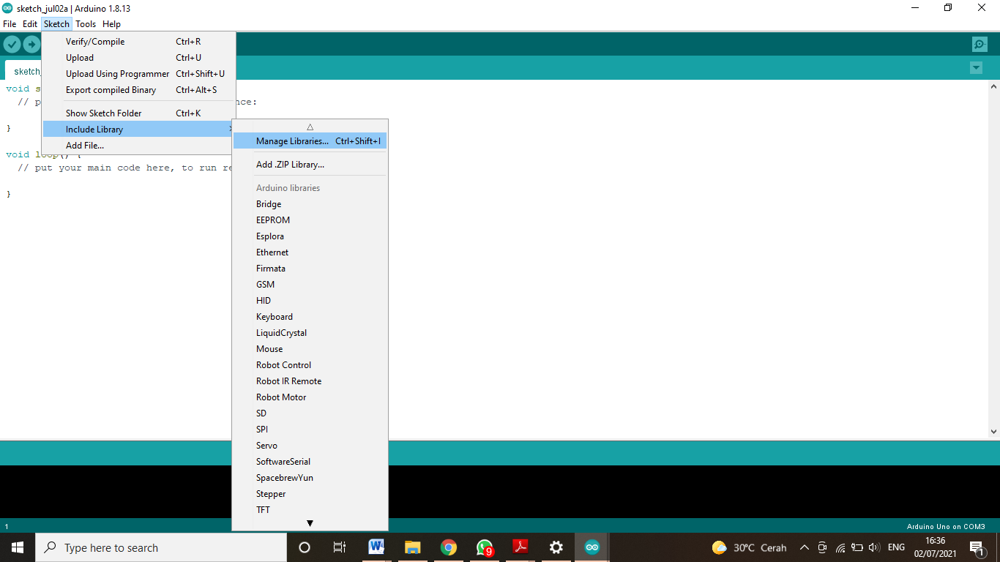 sketch_jul02a | Arduino 1.8.13
File Edit Sketch Tools Help
Verify/Compile Ctrl+R
Upload Ctrl+U
Upload Using Programmer Ctrl+Shift+U
Export compiled Binary Ctrl+Alt+S
Show Sketch Folder Ctrl+K
Include Library
Add File...
sketch_
void s
// p nce:
}
void loop() {
// put your main code here, to run re
}
Manage Libraries... Ctrl+Shift+I
Add .ZIP Library...
Arduino libraries
Bridge
EEPROM
Esplora
Ethernet
Firmata
GSM
HID
Keyboard
LiquidCrystal
Mouse
Robot Control
Robot IR Remote
Robot Motor
SD
SPI
Servo
SoftwareSerial
SpacebrewYun
Stepper
TFT
1 Arduino Uno on COM3
Type here to search
W
9
30°C Cerah
ENG
16:36
02/07/2021
1